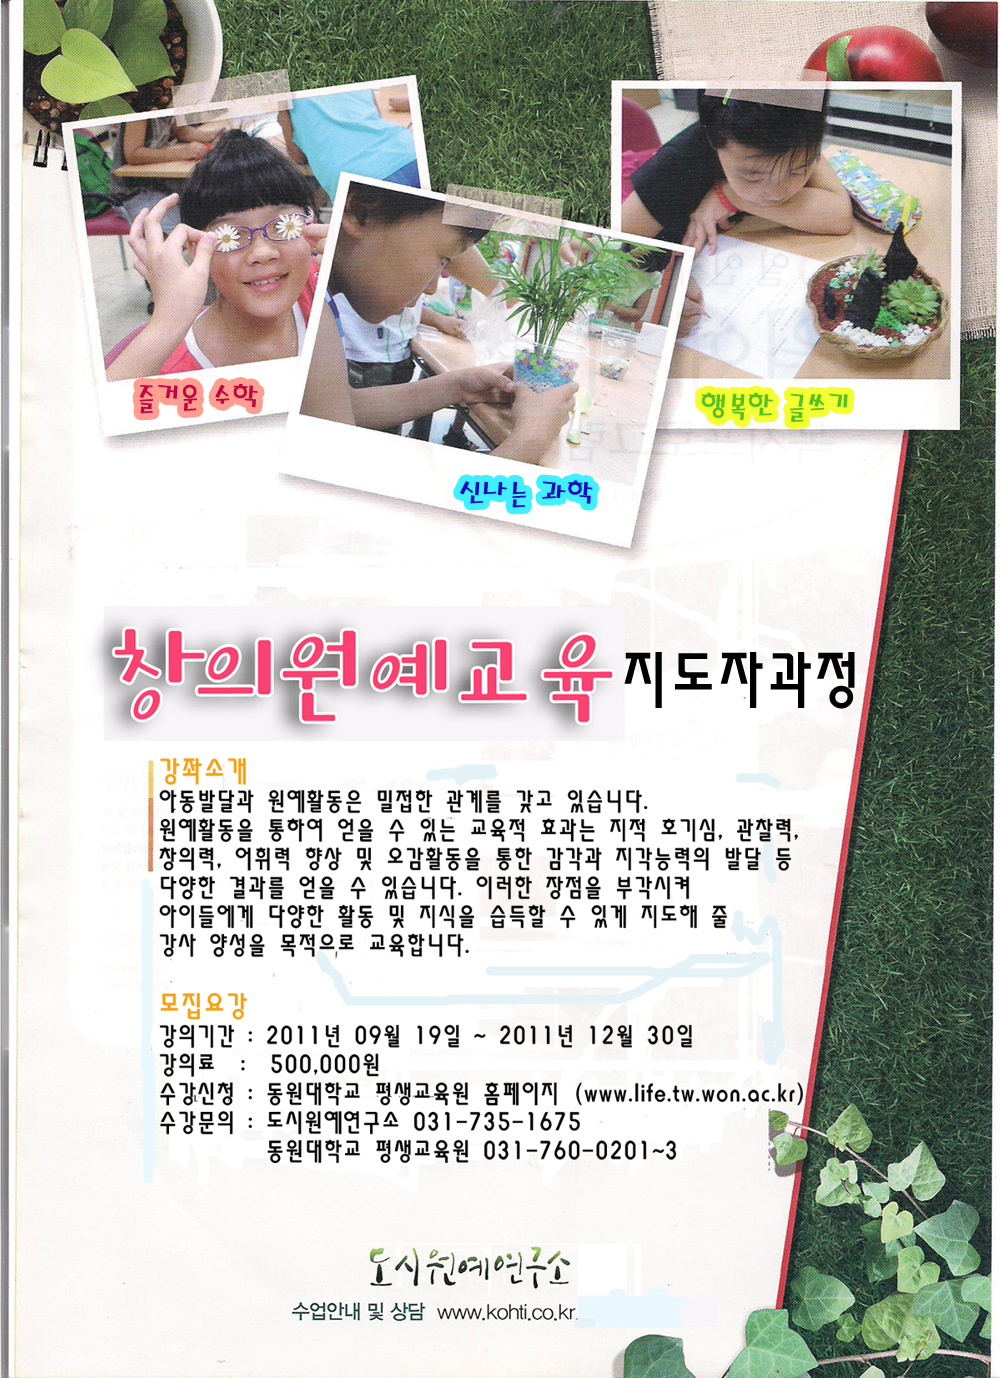 즐거운 수학
신나는 과학
행복한 글쓰기
창의원예교육 지도자과정
강좌소개
아동발달과 원예활동은 밀접한 관계를 갖고 있습니다.
원예활동을 통하여 얻을 수 있는 교육적 효과는 지적 호기심, 관찰력,
창의력, 어휘력 향상 및 오감활동을 통한 감각과 지각능력의 발달 등
다양한 결과를 얻을 수 있습니다. 이러한 장점을 부각시켜
아이들에게 다양한 활동 및 지식을 습득할 수 있게 지도해 줄
강사 양성을 목적으로 교육합니다.
모집요강
강의기간 : 2011년 09월 19일 ~ 2011년 12월 30일
강의료 : 500,000원
수강신청 : 동원대학교 평생교육원 홈페이지 (www.life.tw.won.ac.kr)
수강문의 : 도시원예연구소 031-735-1675
동원대학교 평생교육원 031-760-0201~3
도시원예연구소
수업안내 및 상담 www.kohti.co.kr